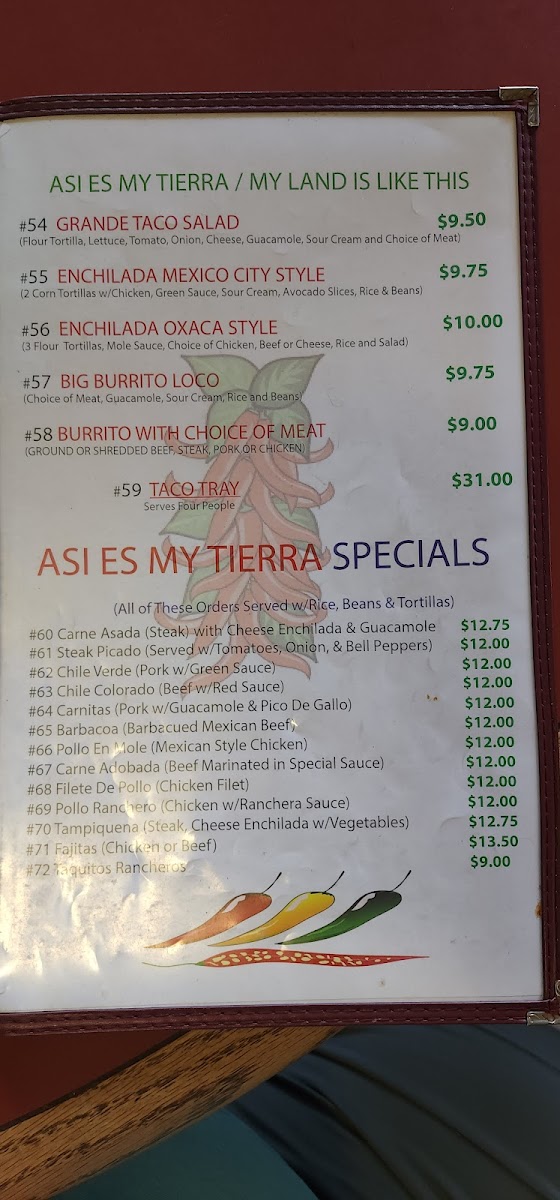 ASI ES MY TIERRA / MY LAND IS LIKE THIS
#54 GRANDE TACO SALAD $9.50
(Flour Tortilla, Lettuce, Tomato, Onion, Cheese, Guacamole, Sour Cream and Choice of Meat)
#55 ENCHILADA MEXICO CITY STYLE $9.75
(2 Corn Tortillas w/Chicken, Green Sauce, Sour Cream, Avocado Slices, Rice & Beans)
#56 ENCHILADA OXACA STYLE $10.00
(3 Flour Tortillas, Mole Sauce, Choice of Chicken, Beef or Cheese, Rice and Salad)
#57 BIG BURRITO LOCO $9.75
(Choice of Meat, Guacamole, Sour Cream, Rice and Beans)
#58 BURRITO WITH CHOICE OF MEAT $9.00
(GROUND OR SHREDDED BEEF, STEAK, PORK OR CHICKEN)
#59 TACO TRAY $31.00
Serves Four People
ASI ES MY TIERRA SPECIALS
(All of These Orders Served w/Rice, Beans & Tortillas)
#60 Carne Asada (Steak) with Cheese Enchilada & Guacamole $12.75
#61 Steak Picado (Served w/Tomatoes, Onion, & Bell Peppers) $12.00
#62 Chile Verde (Pork w/Green Sauce) $12.00
#63 Chile Colorado (Beef w/Red Sauce) $12.00
#64 Carnitas (Pork w/Guacamole & Pico De Gallo) $12.00
#65 Barbacoa (Barbacued Mexican Beef) $12.00
#66 Pollo En Mole (Mexican Style Chicken) $12.00
#67 Carne Adobada (Beef Marinated in Special Sauce) $12.00
#68 Filete De Pollo (Chicken Filet) $12.00
#69 Pollo Ranchero (Chicken w/Ranchera Sauce) $12.00
#70 Tampiquena (Steak, Cheese Enchilada w/Vegetables) $12.75
#71 Fajitas (Chicken or Beef) $13.50
#72 Taquitos Rancheros $9.00